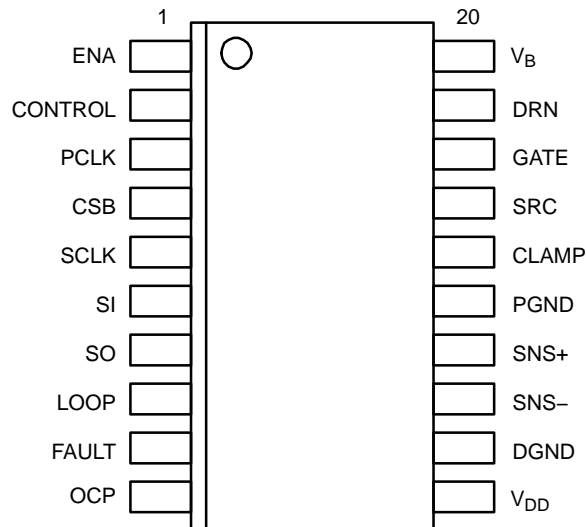 1 20
ENA V_B
CONTROL DRN
PCLK GATE
CSB SRC
SCLK CLAMP
SI PGND
SO SNS+
LOOP SNS−
FAULT DGND
OCP V_DD